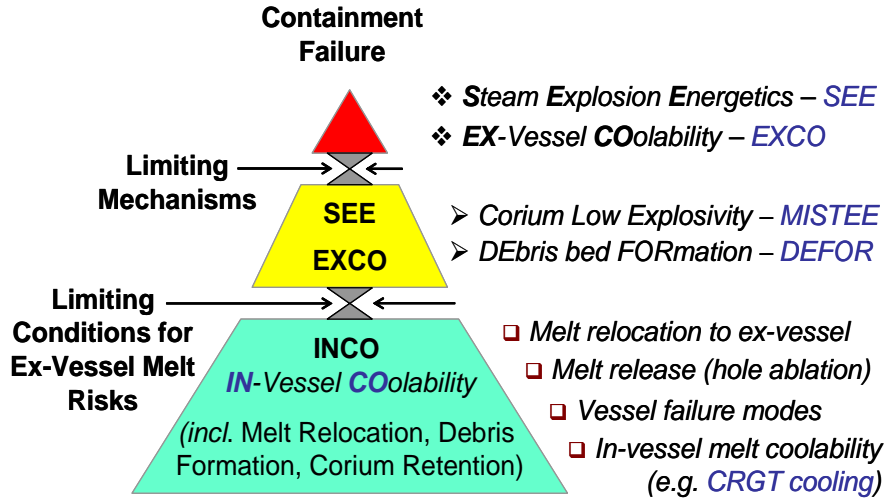 Containment
Failure
❖ Steam Explosion Energetics – SEE
❖ EX-Vessel COolability – EXCO
Limiting
Mechanisms
SEE
EXCO
➢ Corium Low Explosivity – MISTEE
➢ DEbris bed FORmation – DEFOR
Limiting
Conditions for
Ex-Vessel Melt
Risks
INCO
IN-Vessel COolability
(incl. Melt Relocation, Debris
Formation, Corium Retention)
❑ Melt relocation to ex-vessel
❑ Melt release (hole ablation)
❑ Vessel failure modes
❑ In-vessel melt coolability
(e.g. CRGT cooling)